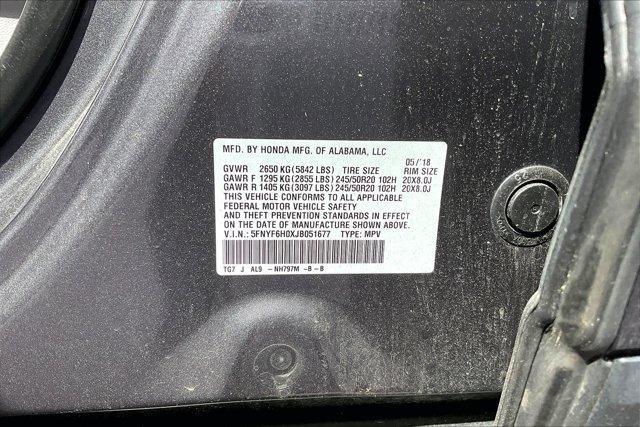 MFD. BY HONDA MFG. OF ALABAMA, LLC
05/18
GVWR 2650 KG (5842 LBS) TIRE SIZE RIM SIZE
GAWR F 1295 KG (2855 LBS) 245/50R20 102H 20X8.0J
GAWR R 1405 KG (3097 LBS) 245/50R20 102H 20X8.0J
THIS VEHICLE CONFORMS TO ALL APPLICABLE
FEDERAL MOTOR VEHICLE SAFETY
AND THEFT PREVENTION STANDARDS IN EFFECT
ON THE DATE OF MANUFACTURE SHOWN ABOVE.
V.I.N.: 5FNYF6H0XJB051677 TYPE: MPV
TG7 J AL9 -NH797M -B -B